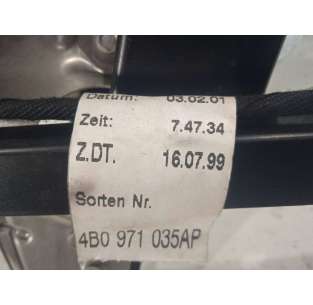 Datum: 03.02.01
Zeit: 7.47.34
Z.DT. 16.07.99
Sorten Nr.
4B0 971 035AP